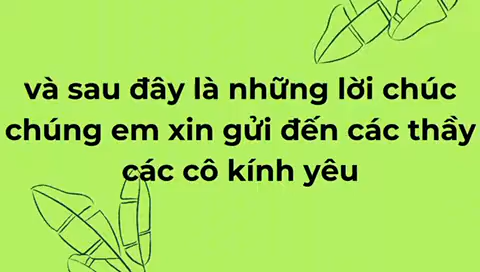 và sau đây là những lời chúc
chúng em xin gửi đến các thầy
các cô kính yêu